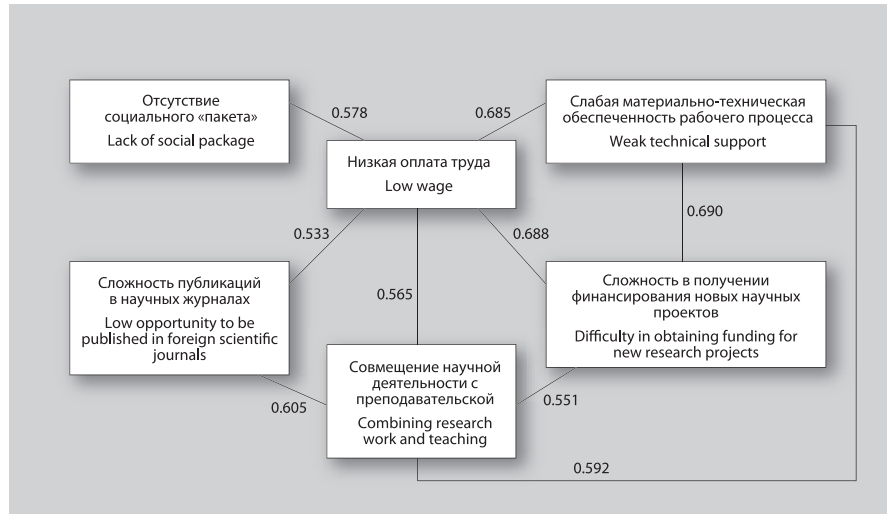 Отсутствие
социального «пакета»
Lack of social package
0.578
0.685
Слабая материально-техническая
обеспеченность рабочего процесса
Weak technical support
Низкая оплата труда
Low wage
0.690
0.533
0.688
0.565
Сложность публикаций
в научных журналах
Low opportunity to be
published in foreign scientific
journals
Сложность в получении
финансирования новых научных
проектов
Difficulty in obtaining funding for
new research projects
Совмещение научной
деятельности с
преподавательской
Combining research
work and teaching
0.605
0.551
0.592